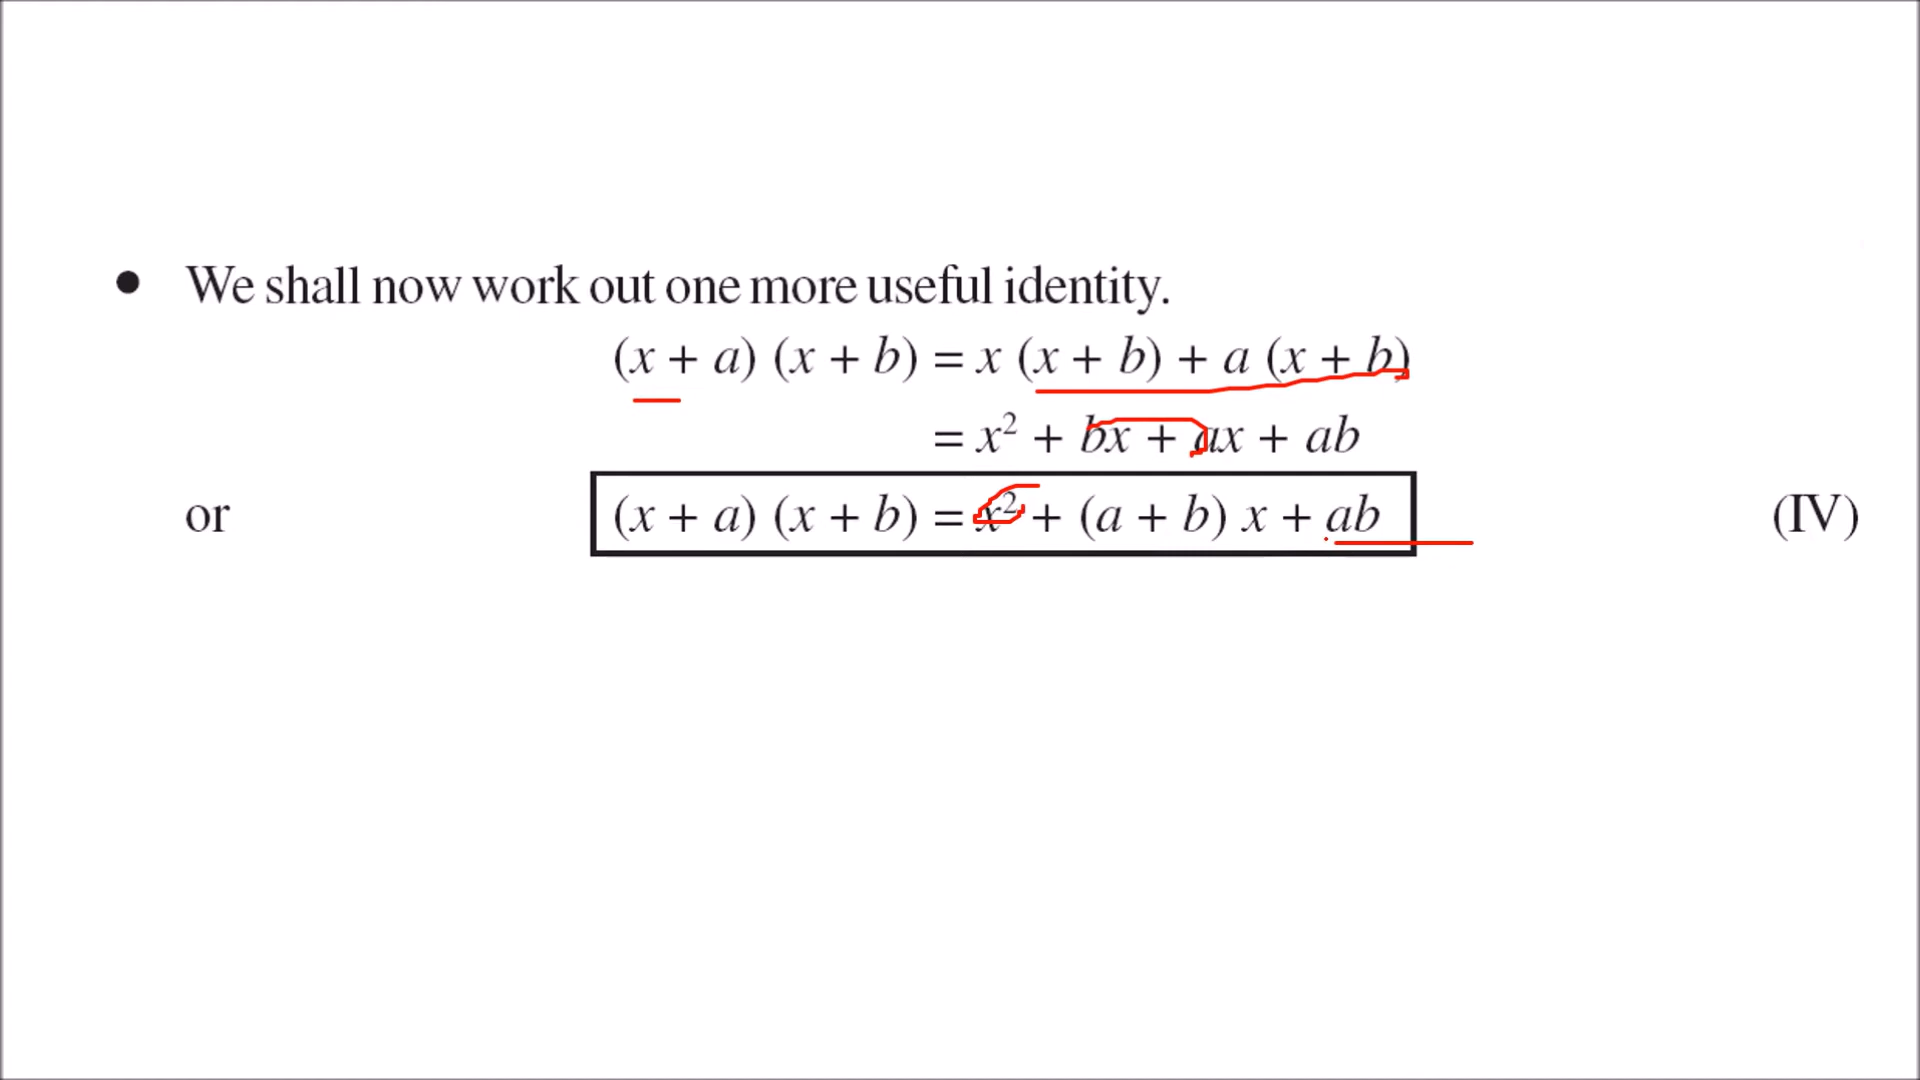 • We shall now work out one more useful identity.
(x + a) (x + b) = x (x + b) + a (x + b)
= x² + bx + ax + ab
or (x + a) (x + b) = x² + (a + b) x + ab (IV)